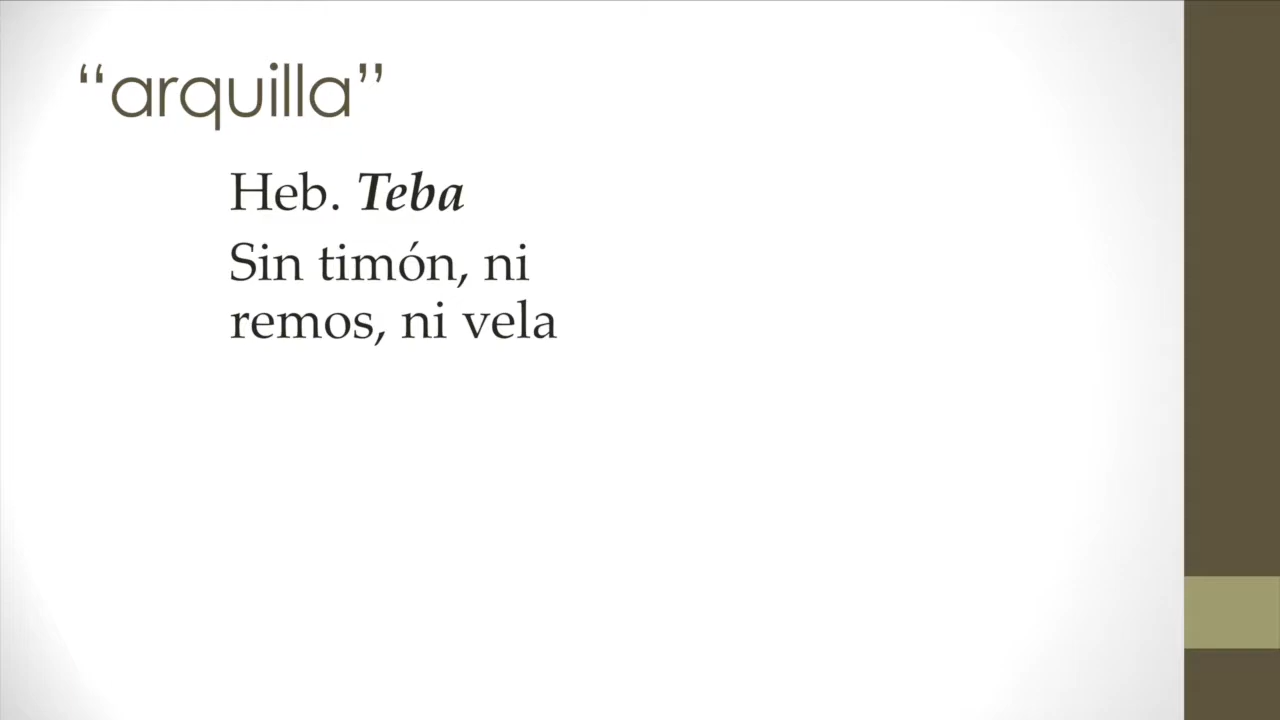 “arquilla”
Heb. Teba
Sin timón, ni
remos, ni vela